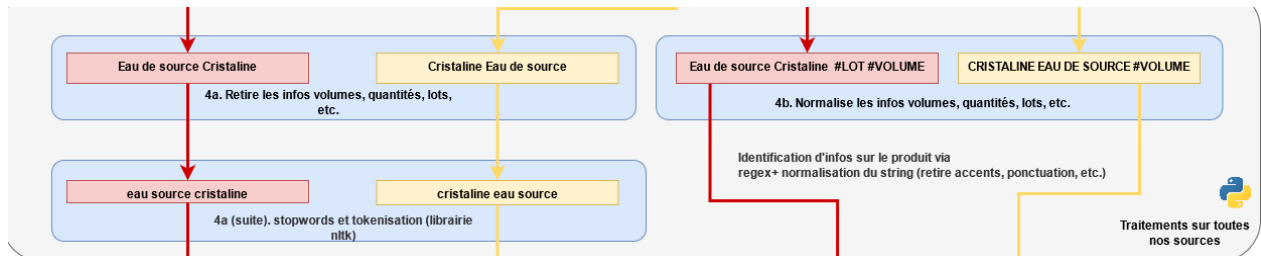 Eau de source Cristaline
Cristaline Eau de source
4a. Retire les infos volumes, quantités, lots,
etc.
Eau de source Cristaline #LOT #VOLUME
CRISTALINE EAU DE SOURCE #VOLUME
4b. Normalise les infos volumes, quantités, lots, etc.
eau source cristaline
cristaline eau source
4a (suite). stopwords et tokenisation (librairie
nltk)
Identification d'infos sur le produit via
regex+ normalisation du string (retire accents, ponctuation, etc.)
Traitements sur toutes
nos sources